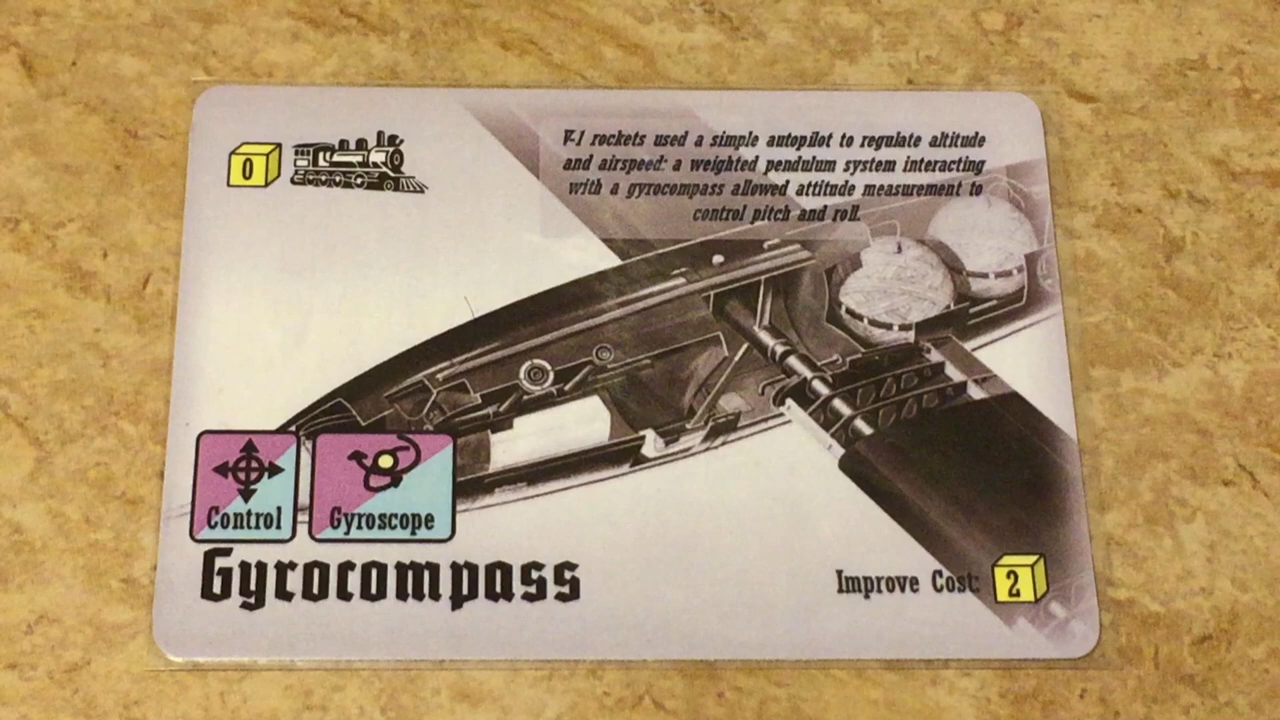 0
V-1 rockets used a simple autopilot to regulate altitude
and airspeed: a weighted pendulum system interacting
with a gyrocompass allowed attitude measurement to
control pitch and roll.
Control Gyroscope
Gyrocompass
Improve Cost: 2